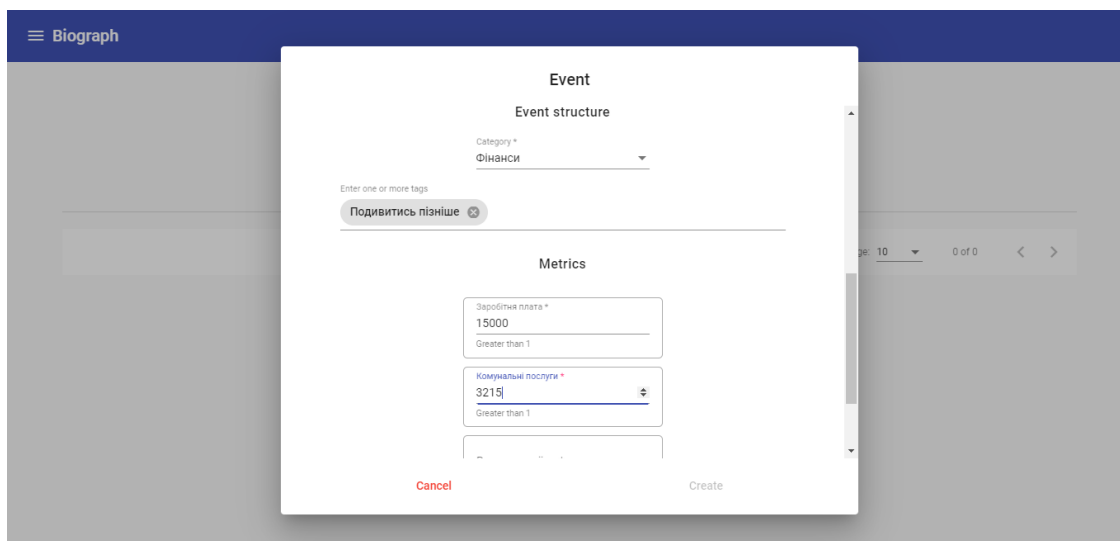 Biograph
Event
Event structure
Category *
Фінанси
Enter one or more tags
Подивитись пізніше
Metrics
10
0 of 0
Заробітня плата *
15000
Greater than 1
Комунальні послуги *
3215
Greater than 1
Cancel
Create